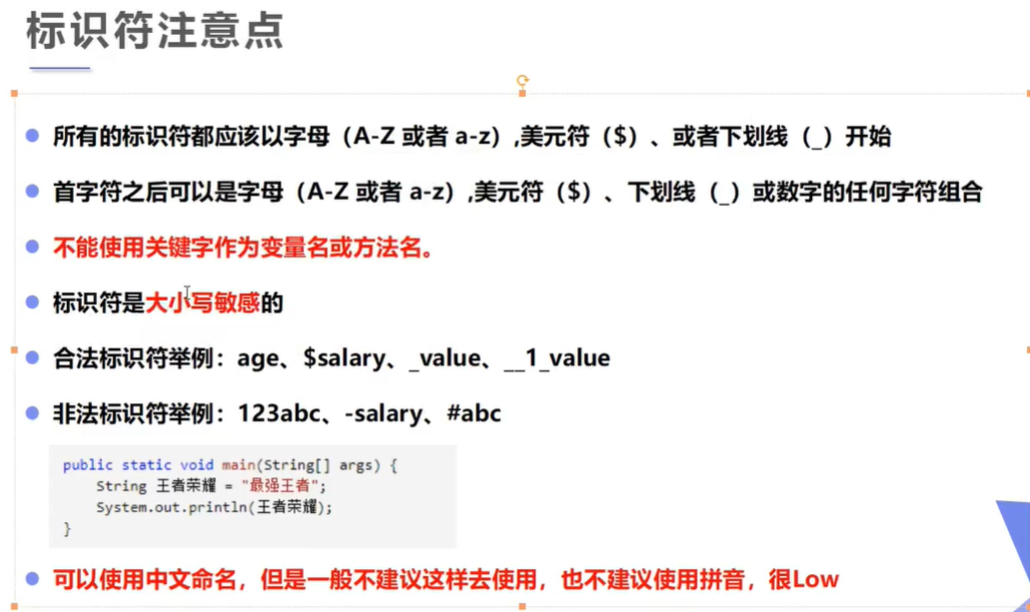 标识符注意点
所有的标识符都应该以字母（A-Z 或者 a-z）,美元符（$）、或者下划线（_）开始
首字符之后可以是字母（A-Z 或者 a-z）,美元符（$）、下划线（_）或数字的任何字符组合
不能使用关键字作为变量名或方法名。
标识符是大小写敏感的
合法标识符举例：age、$salary、_value、__1_value
非法标识符举例：123abc、-salary、#abc
public static void main(String[] args) {
    String 王者荣耀 = "最强王者";
    System.out.println(王者荣耀);
}
可以使用中文命名，但是一般不建议这样去使用，也不建议使用拼音，很Low